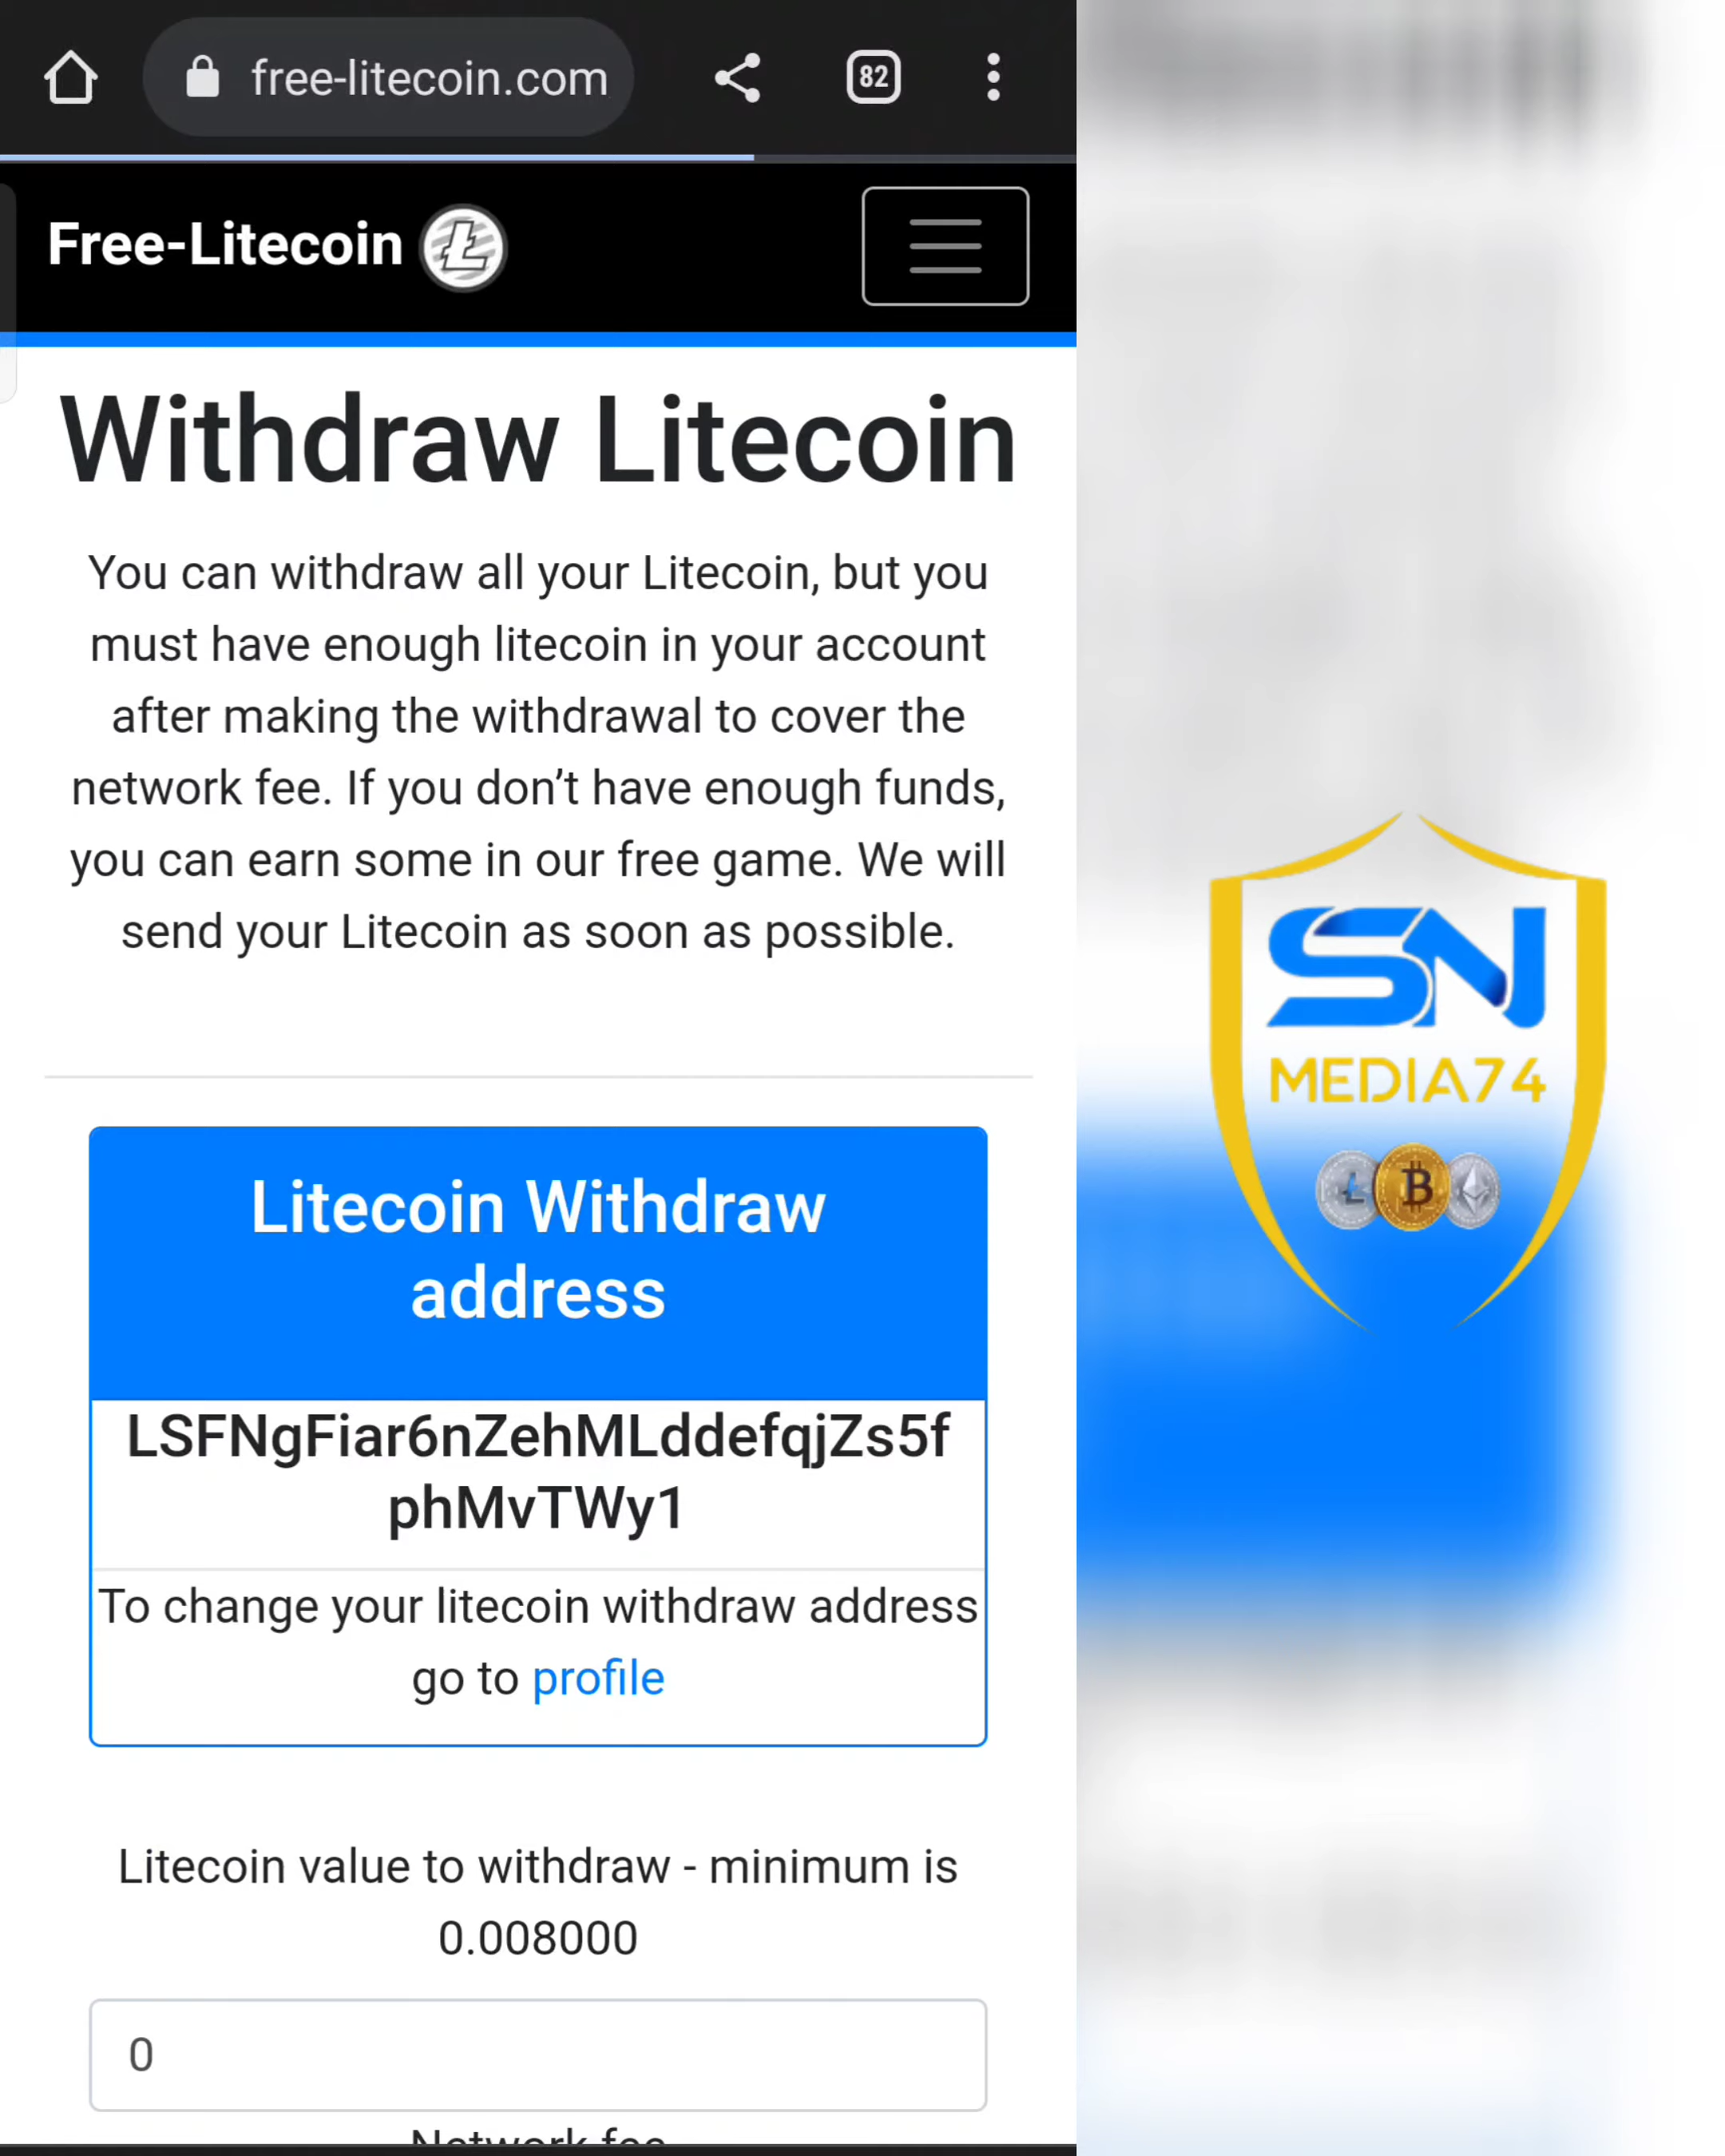 free-litecoin.com
82
Free-Litecoin
Withdraw Litecoin
You can withdraw all your Litecoin, but you
must have enough litecoin in your account
after making the withdrawal to cover the
network fee. If you don’t have enough funds,
you can earn some in our free game. We will
send your Litecoin as soon as possible.
Litecoin Withdraw
address
LSFNgFiar6nZehMLddefqjZs5f
phMvTWy1
To change your litecoin withdraw address
go to profile
Litecoin value to withdraw - minimum is
0.008000
0
Network fee
SN
MEDIA74